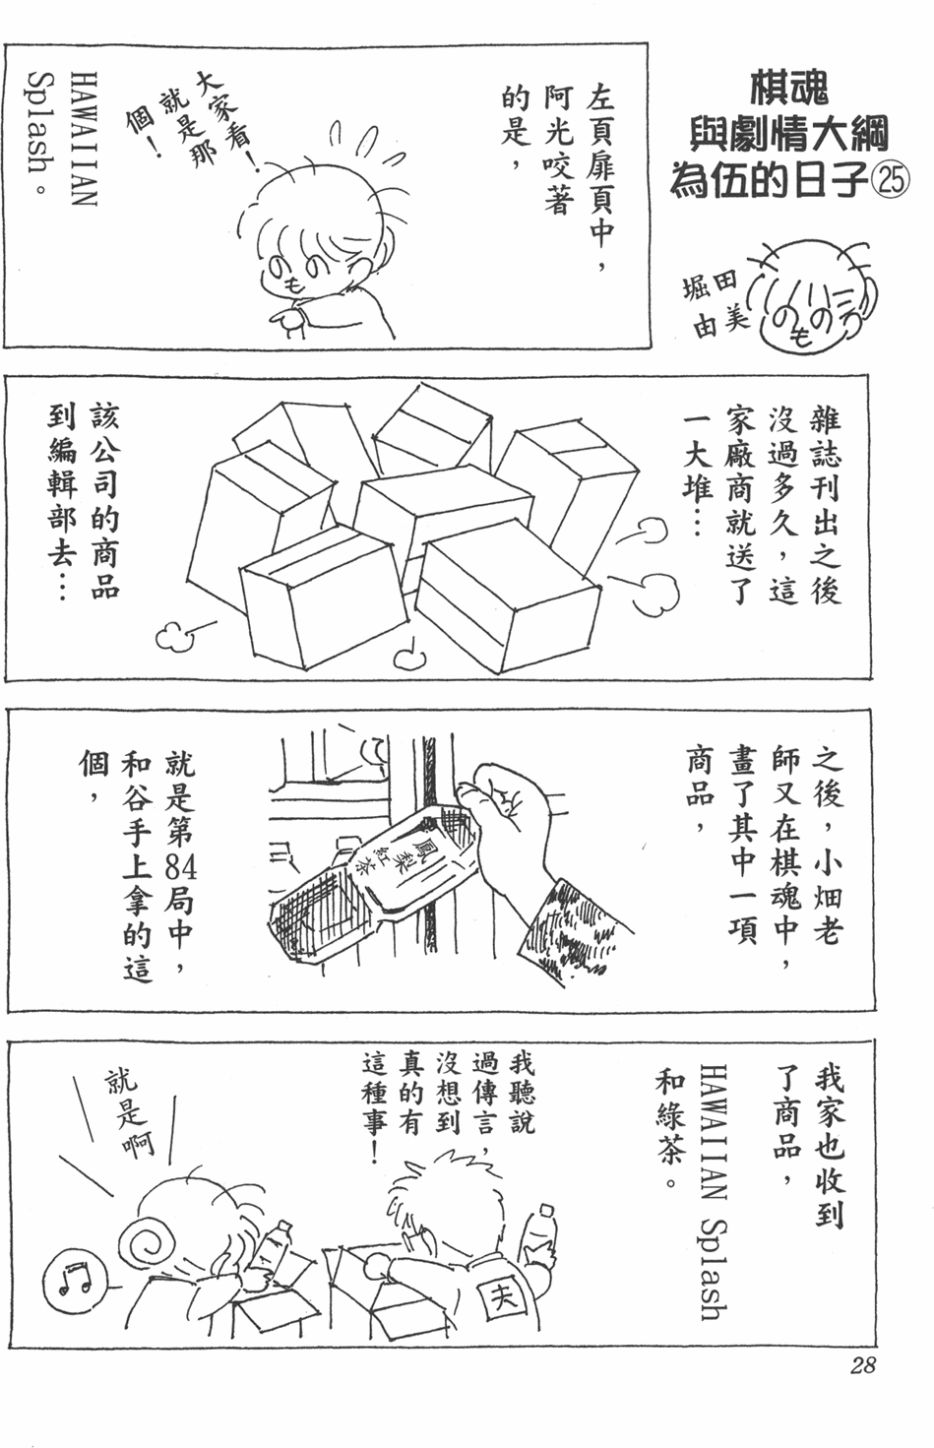 棋魂
與劇情大綱
為伍的日子㉕
堀田
由美
左頁扉頁中，
阿光咬著
的是，
大家看！
就是那
個！
HAWAIIAN
Splash。
雜誌刊出之後
沒過多久，這
家廠商就送了
一大堆…
該公司的商品
到編輯部去…
之後，小畑老
師又在棋魂中，
畫了其中一項
商品，
鳳梨
紅茶
就是第84局中，
和谷手上拿的這
個，
我家也收到
了商品，
HAWAIIAN Splash
和綠茶。
我聽說
過傳言，
沒想到
真的有
這種事！
夫
就是啊
28